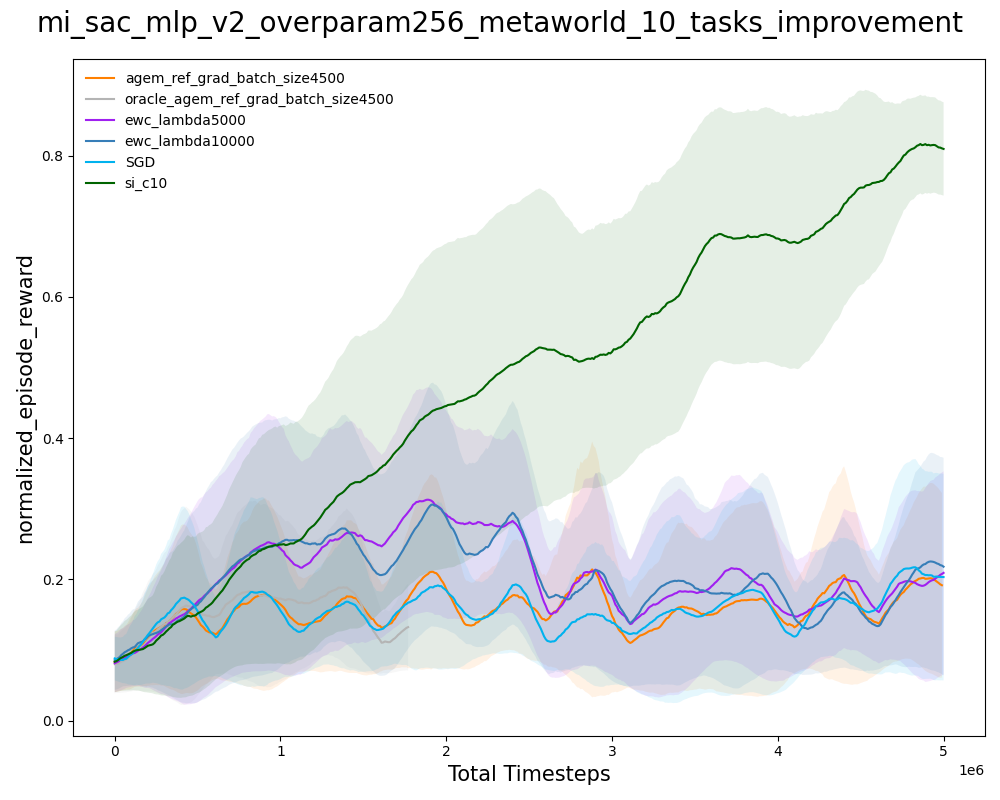 mi_sac_mlp_v2_overparam256_metaworld_10_tasks_improvement
agem_ref_grad_batch_size4500
oracle_agem_ref_grad_batch_size4500
ewc_lambda5000
ewc_lambda10000
SGD
si_c10
normalized_episode_reward
0.8
0.6
0.4
0.2
0.0
0 1 2 3 4 5
1e6
Total Timesteps